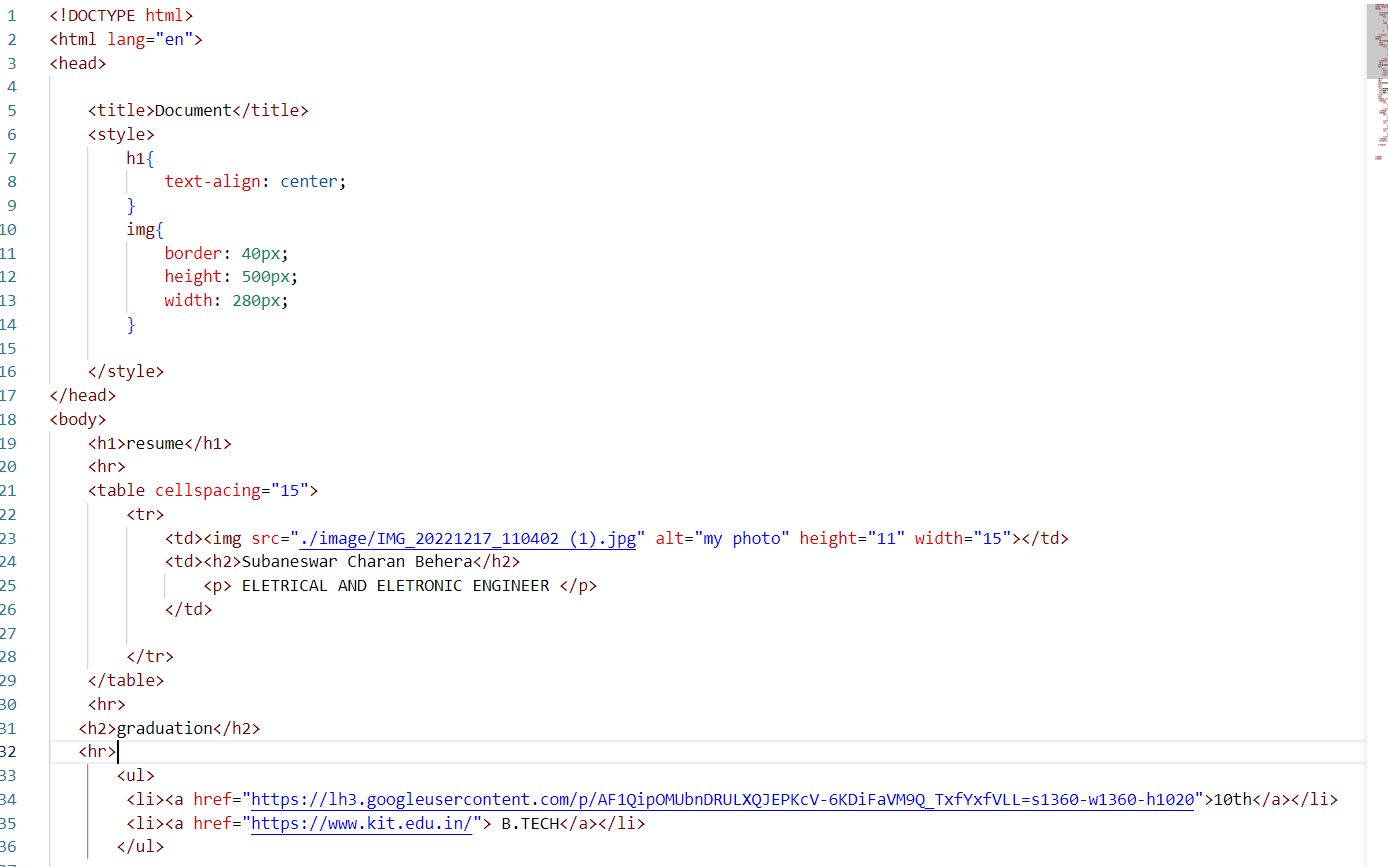 1 <!DOCTYPE html>
2 <html lang="en">
3 <head>
4
5 <title>Document</title>
6 <style>
7 h1{
8 text-align: center;
9 }
10 img{
11 border: 40px;
12 height: 500px;
13 width: 280px;
14 }
15
16 </style>
17 </head>
18 <body>
19 <h1>resume</h1>
20 <hr>
21 <table cellspacing="15">
22 <tr>
23 <td><img src="./image/IMG_20221217_110402 (1).jpg" alt="my photo" height="11" width="15"></td>
24 <td><h2>Subaneswar Charan Behera</h2>
25 <p> ELETRICAL AND ELETRONIC ENGINEER </p>
26 </td>
27
28 </tr>
29 </table>
30 <hr>
31 <h2>graduation</h2>
32 <hr>
33 <ul>
34 <li><a href="https://lh3.googleusercontent.com/p/AF1QipOMUbnDRULXQJEPKcV-6KDiFaVM9Q_TxfYxfVLL=s1360-w1360-h1020">10th</a></li>
35 <li><a href="https://www.kit.edu.in/"> B.TECH</a></li>
36 </ul>